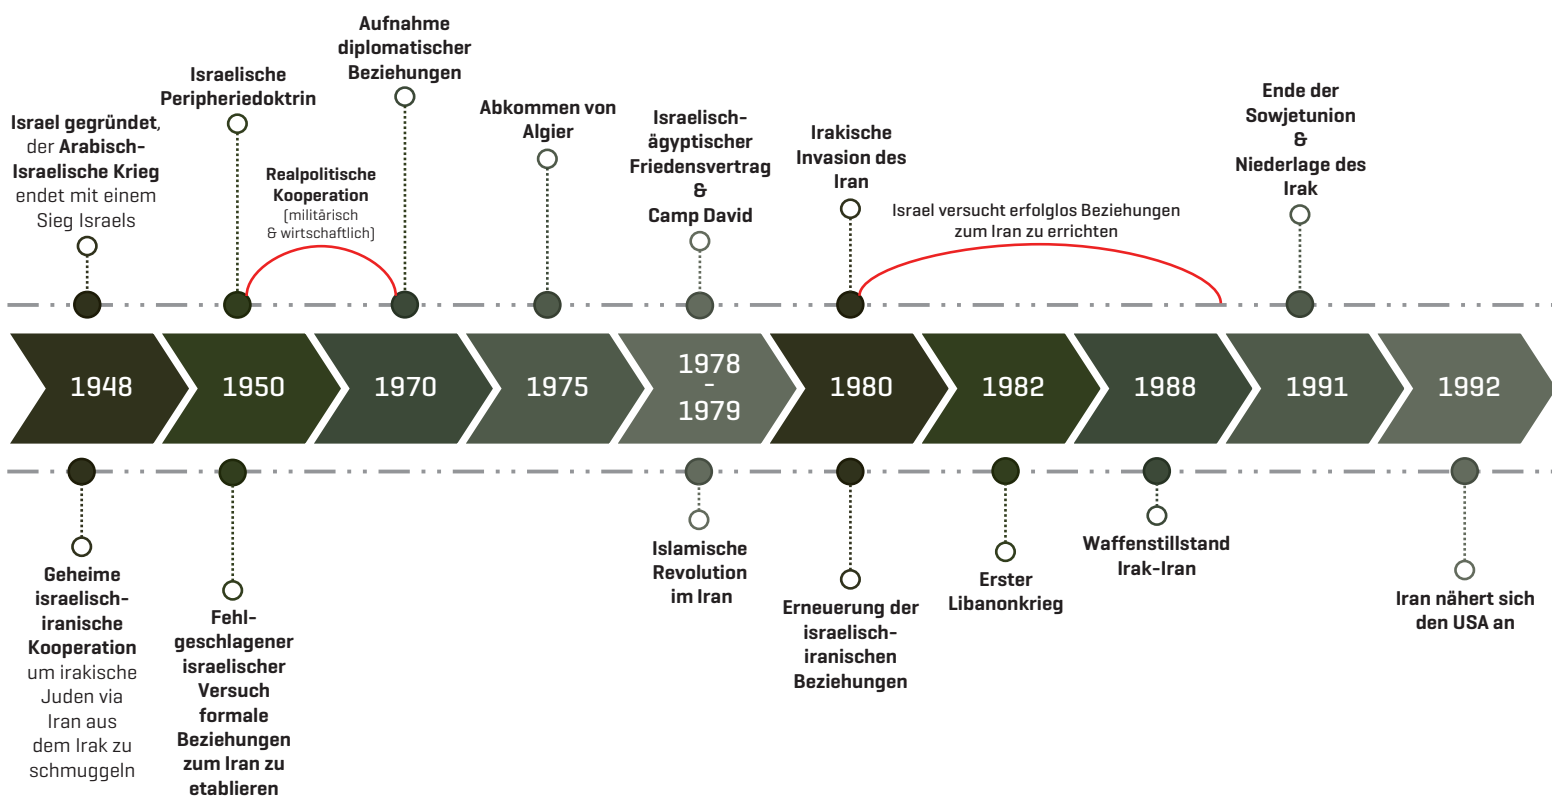 Israel gegründet,
der Arabisch-
Israelische Krieg
endet mit einem
Sieg Israels
Israelische
Peripheriedoktrin
Realpolitische
Kooperation
(militärisch
& wirtschaftlich)
Aufnahme
diplomatischer
Beziehungen
Abkommen von
Algier
Israelisch-
ägyptischer
Friedensvertrag
&
Camp David
Irakische
Invasion des
Iran
Israel versucht erfolglos Beziehungen
zum Iran zu errichten
Ende der
Sowjetunion
&
Niederlage des
Irak
1948
1950
1970
1975
1978
–
1979
1980
1982
1988
1991
1992
Geheime
israelisch-
iranische
Kooperation
um irakische
Juden via
Iran aus
dem Irak zu
schmuggeln
Fehl-
geschlagener
israelischer
Versuch
formale
Beziehungen
zum Iran zu
etablieren
Islamische
Revolution
im Iran
Erneuerung der
israelisch-
iranischen
Beziehungen
Erster
Libanonkrieg
Waffenstillstand
Irak-Iran
Iran nähert sich
den USA an